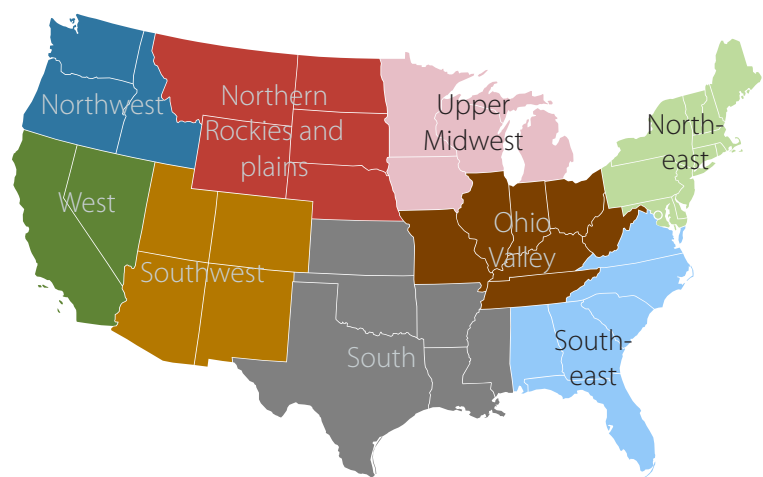 Northwest
Northern
Rockies and
plains
Upper
Midwest
North-
east
West
Southwest
Ohio
Valley
South
South-
east